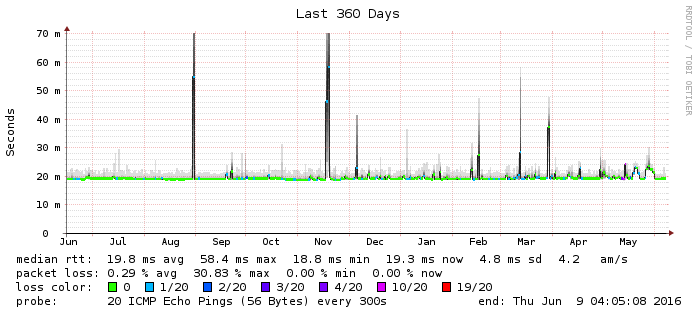 Last 360 Days
RRDTOOL / TOBI OETIKER
Seconds
70 m
60 m
50 m
40 m
30 m
20 m
10 m
0
Jun Jul Aug Sep Oct Nov Dec Jan Feb Mar Apr May
median rtt: 19.8 ms avg 58.4 ms max 18.8 ms min 19.3 ms now 4.8 ms sd 4.2 am/s
packet loss: 0.29 % avg 30.83 % max 0.00 % min 0.00 % now
loss color: 0 1/20 2/20 3/20 4/20 10/20 19/20
probe: 20 ICMP Echo Pings (56 Bytes) every 300s end: Thu Jun 9 04:05:08 2016